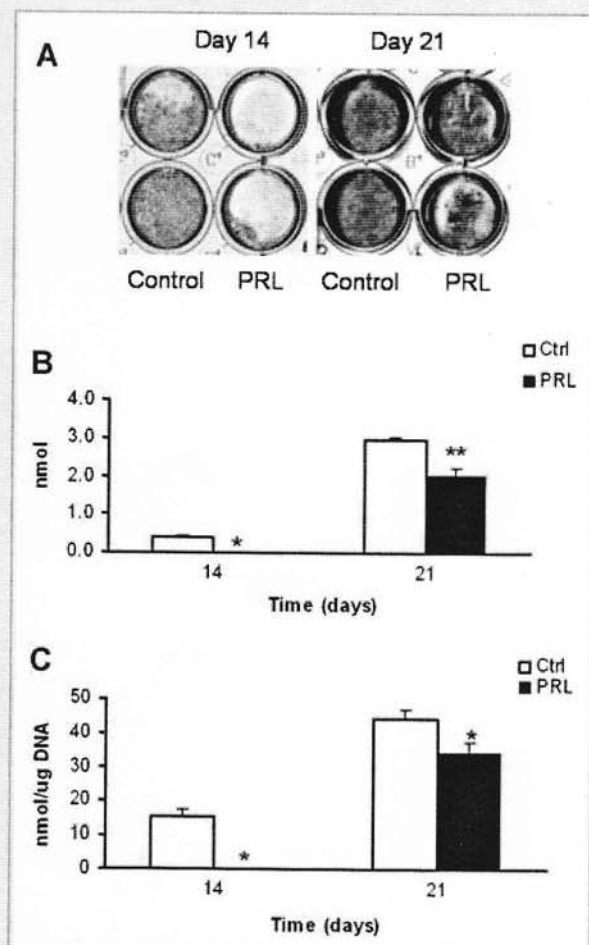 A
Day 14 Day 21
Control PRL Control PRL
B
Ctrl
PRL
nmol
4.0
3.0
2.0
1.0
0.0
*
**
14 21
Time (days)
C
Ctrl
PRL
nmol/ug DNA
50
40
30
20
10
0
*
*
14 21
Time (days)